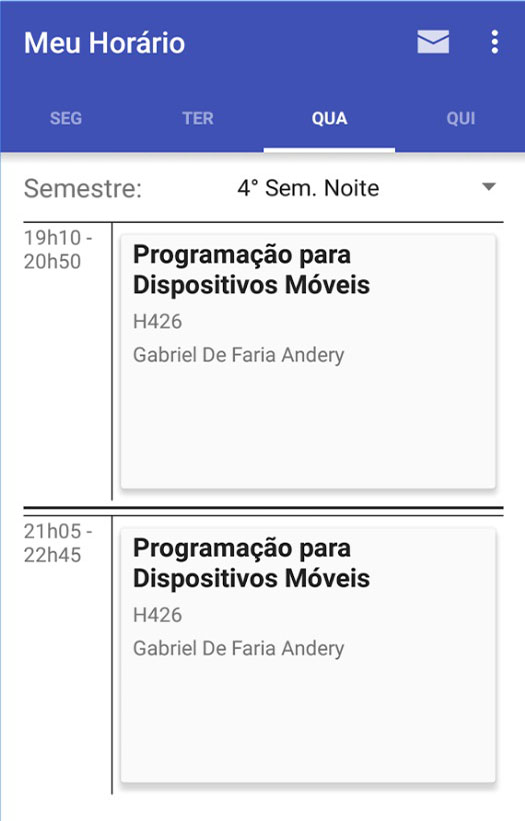 Meu Horário
SEG TER QUA QUI
Semestre: 4° Sem. Noite
19h10 -
20h50
Programação para
Dispositivos Móveis
H426
Gabriel De Faria Andery
21h05 -
22h45
Programação para
Dispositivos Móveis
H426
Gabriel De Faria Andery